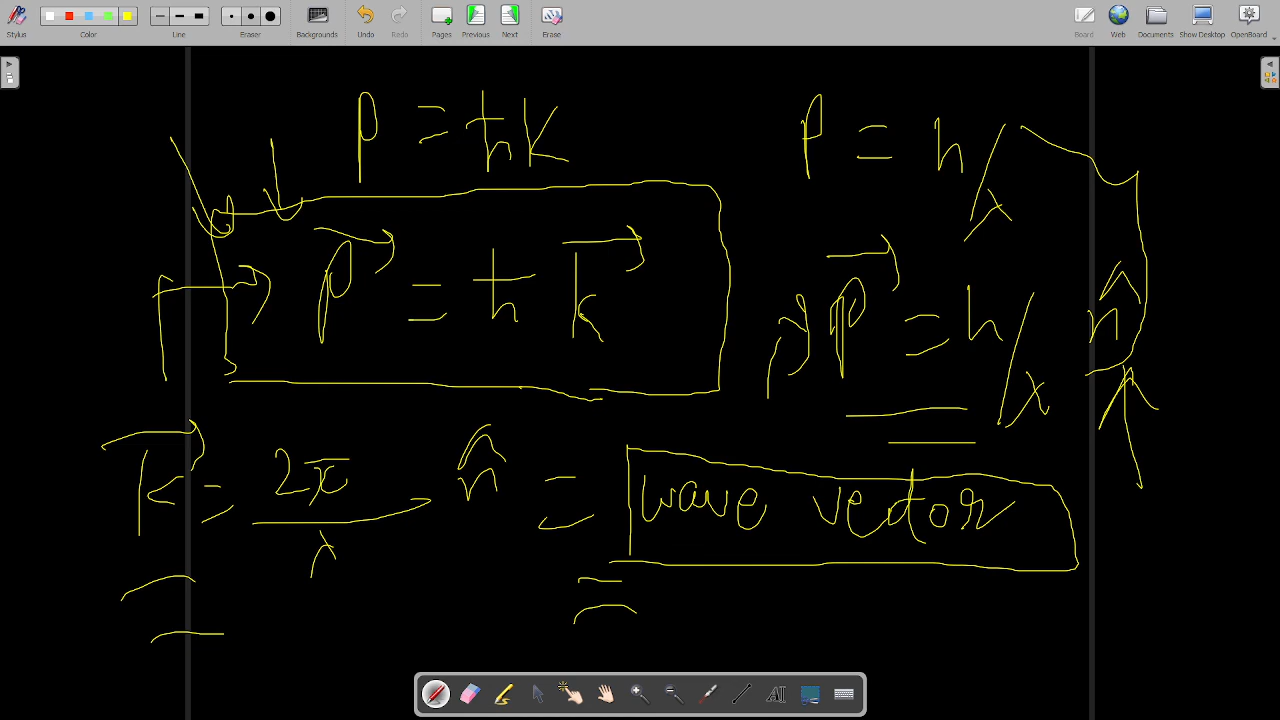 Stylus Color Line Eraser Backgrounds Undo Redo Pages Previous Next Erase Board Web Documents Show Desktop OpenBoard
p = ħk
p = h/λ
p⃗ = ħ k⃗
p⃗ = h/λ n̂
k⃗ = 2π/λ n̂ = wave vector